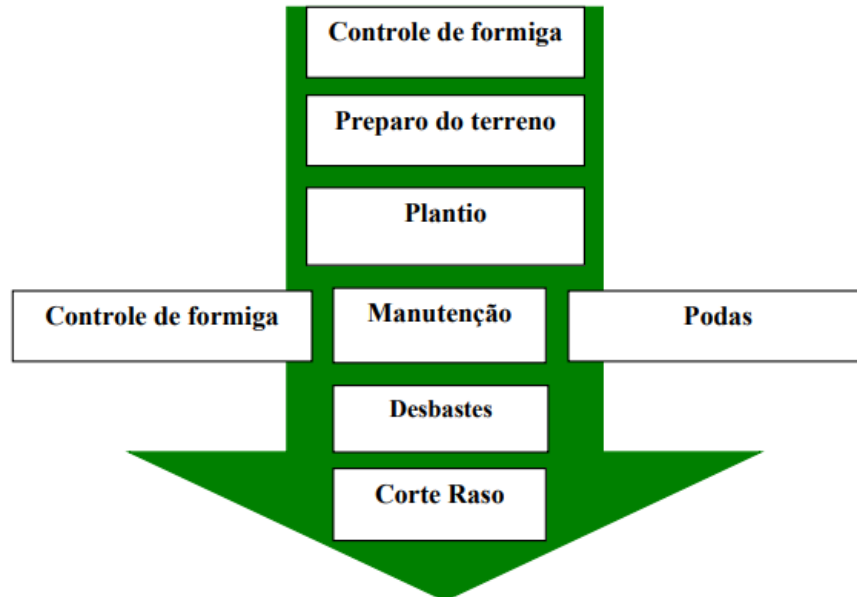 Controle de formiga
Preparo do terreno
Plantio
Controle de formiga
Manutenção
Podas
Desbastes
Corte Raso